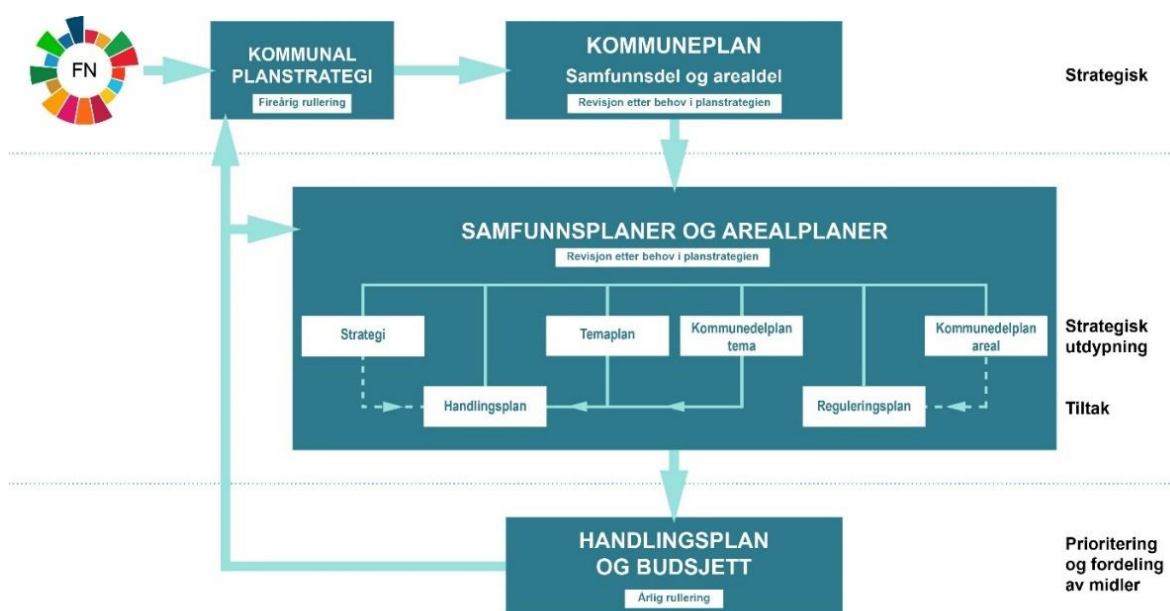 FN
KOMMUNAL
PLANSTRATEGI
Fireårig rullering
KOMMUNEPLAN
Samfunnsdel og arealdel
Revisjon etter behov i planstrategien
Strategisk
SAMFUNNSPLANER OG AREALPLANER
Revisjon etter behov i planstrategien
Strategi
Temaplan
Kommunedelplan
tema
Kommunedelplan
areal
Strategisk
utdypning
Handlingsplan
Reguleringsplan
Tiltak
HANDLINGSPLAN
OG BUDSJETT
Årlig rullering
Prioritering
og fordeling
av midler